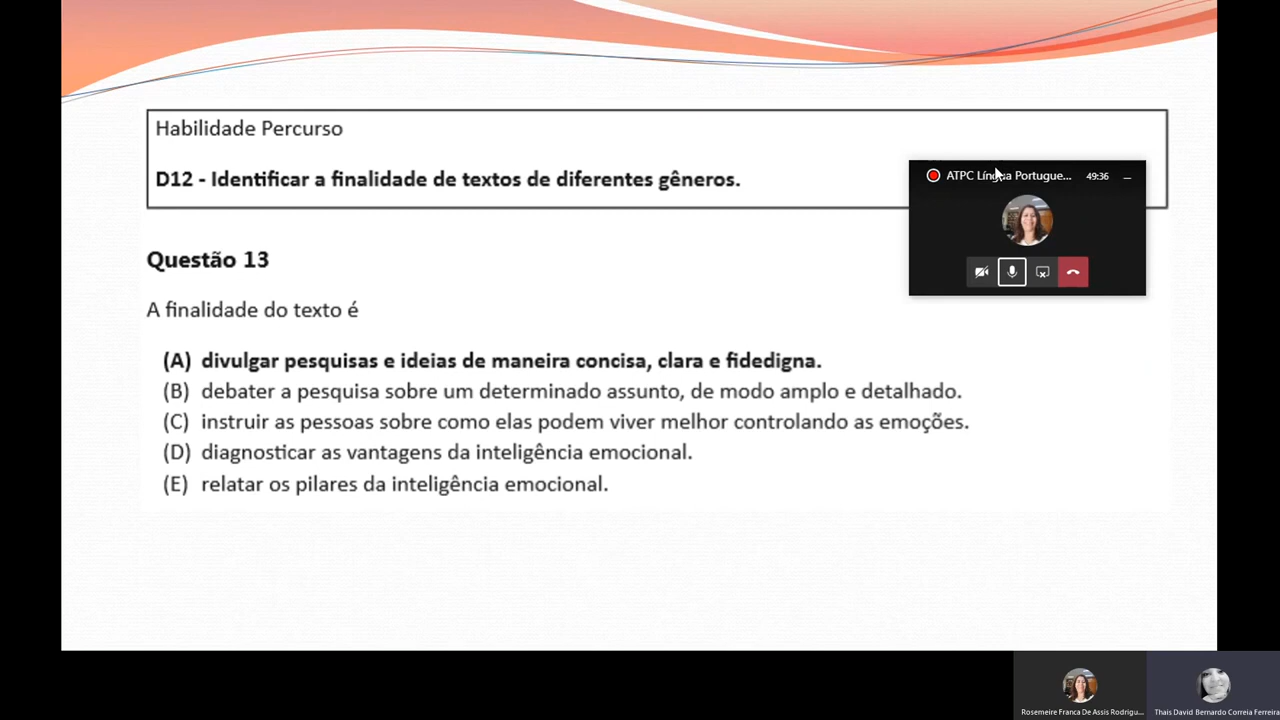 Habilidade Percurso
D12 - Identificar a finalidade de textos de diferentes gêneros.
ATPC Língua Portugue... 49:36
Questão 13
A finalidade do texto é
(A) divulgar pesquisas e ideias de maneira concisa, clara e fidedigna.
(B) debater a pesquisa sobre um determinado assunto, de modo amplo e detalhado.
(C) instruir as pessoas sobre como elas podem viver melhor controlando as emoções.
(D) diagnosticar as vantagens da inteligência emocional.
(E) relatar os pilares da inteligência emocional.
Rosemeire Franca De Assis Rodrigu...
Thais David Bernardo Correia Ferreira